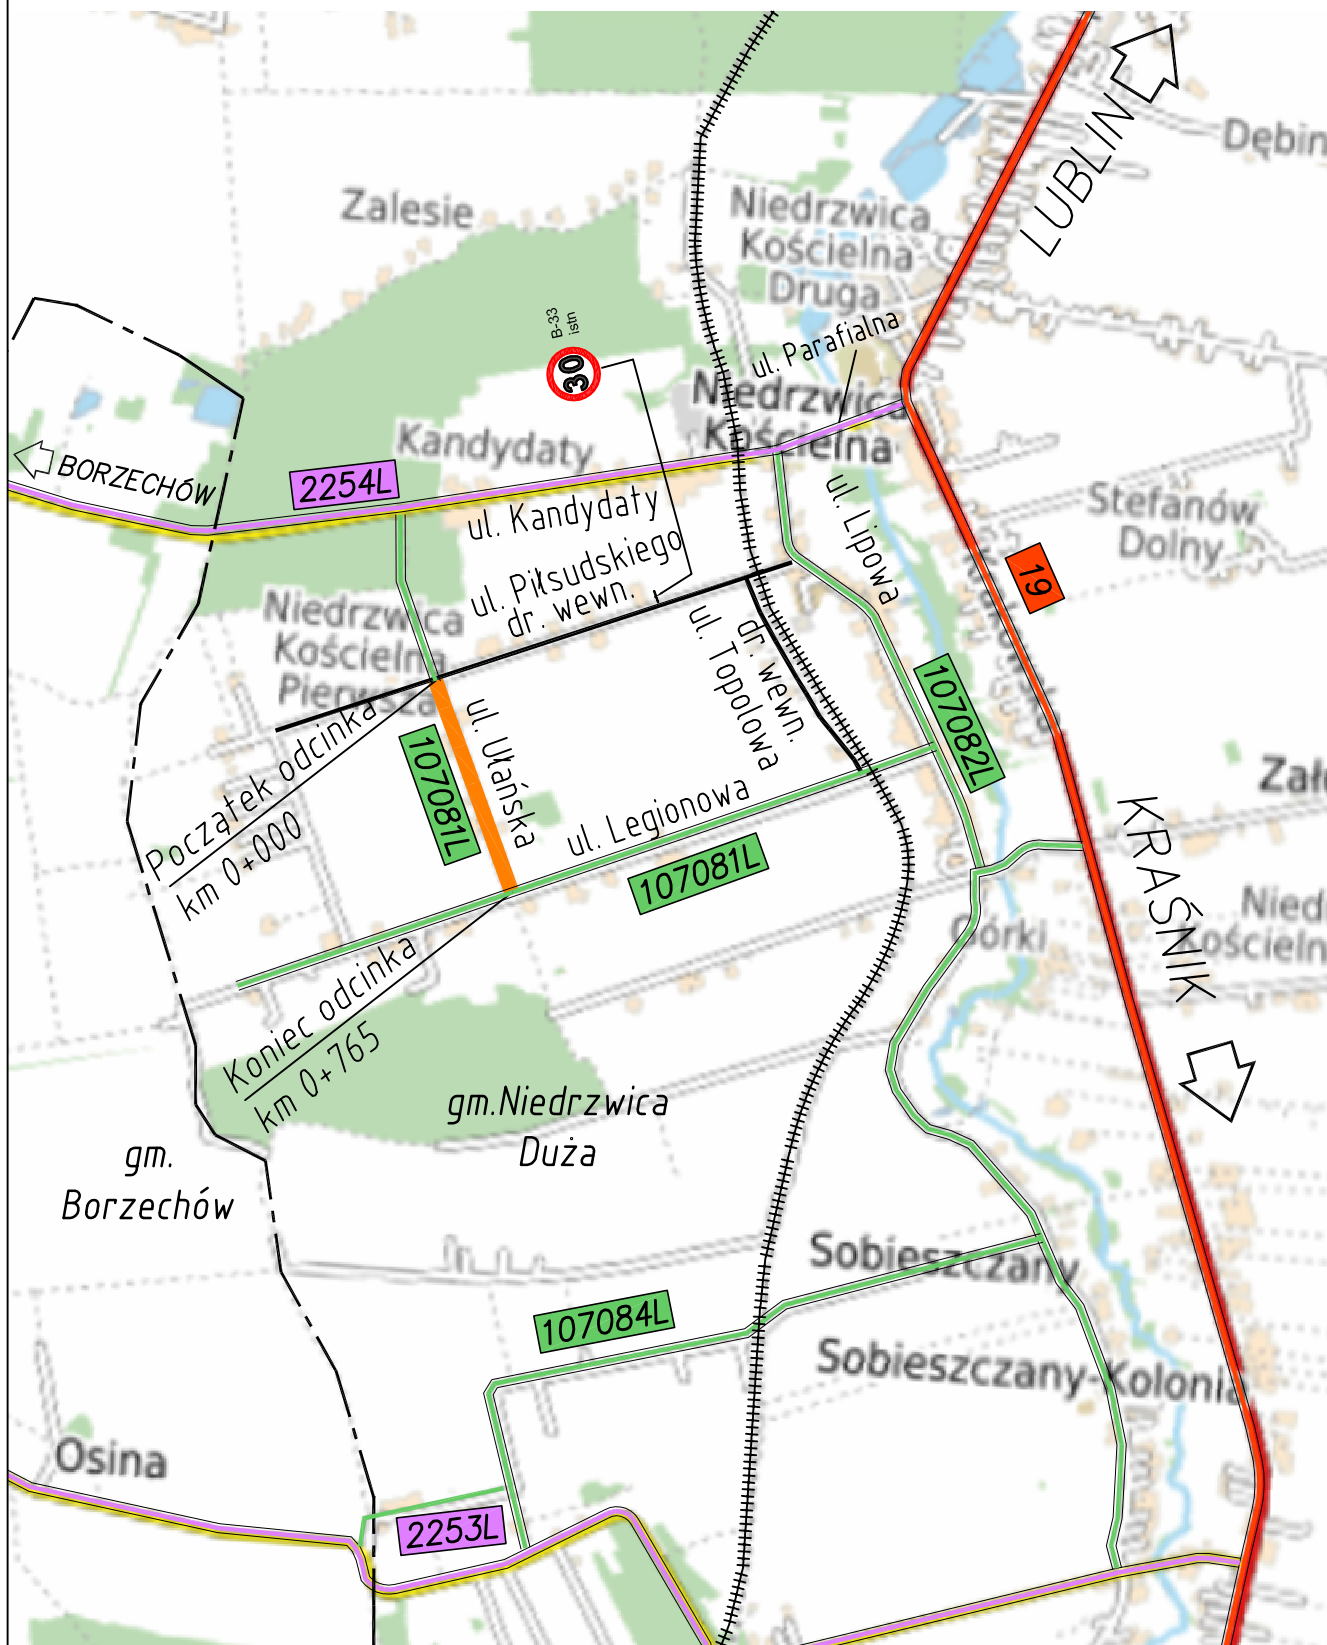 LUBLIN
Dębin
Zalesie
Niedrzwica
Kościelna
Druga
B-33
istn
30
ul. Parafialna
Niedrzwica
Kościelna
Kandydaty
BORZECHÓW
2254L
ul. Kandydaty
ul. Lipowa
Stefanów
Dolny
19
ul. Piłsudskiego
dr. wewn.
Niedrzwica
Kościelna
Pierwsza
ul. Topolowa
dr. wewn.
107082L
ul. Ułańska
107081L
Początek odcinka
km 0+000
ul. Legionowa
107081L
Zał
KRAŚNIK
Nied
Kościeln
Górki
Koniec odcinka
km 0+765
gm.Niedrzwica
Duża
gm.
Borzechów
Sobieszczany
107084L
Sobieszczany-Kolonia
Osina
2253L